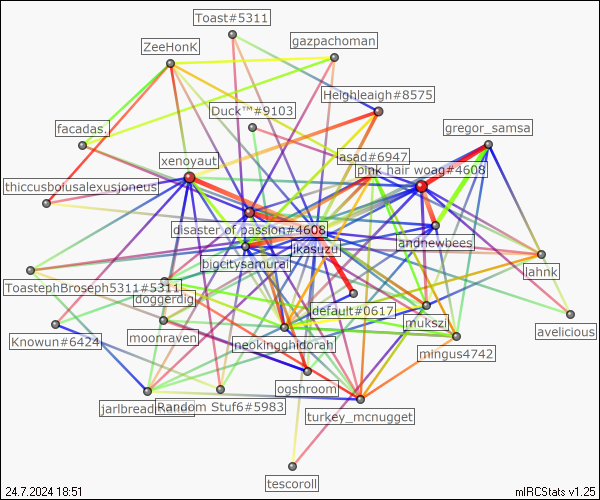 Toast#5311
ZeeHonK
gazpachoman
Heighleaigh#8575
Duck™#9103
gregor_samsa
facadas.
xenoyaut
asad#6947
pink hair woag#4608
thiccusboiusalexusjoneus
disaster of passion#4608
jikasuzu
andnewbees
bigcitysamurai
lahnk
ToastephBroseph5311#5311
doggerdig
default#0617
mukszi
avelicious
Knowun#6424
moonraven
neokingghidorah
mingus4742
ogshroom
Random Stuf6#5983
turkey_mcnugget
tescoroll
24.7.2024 18:51
mIRCStats v1.25